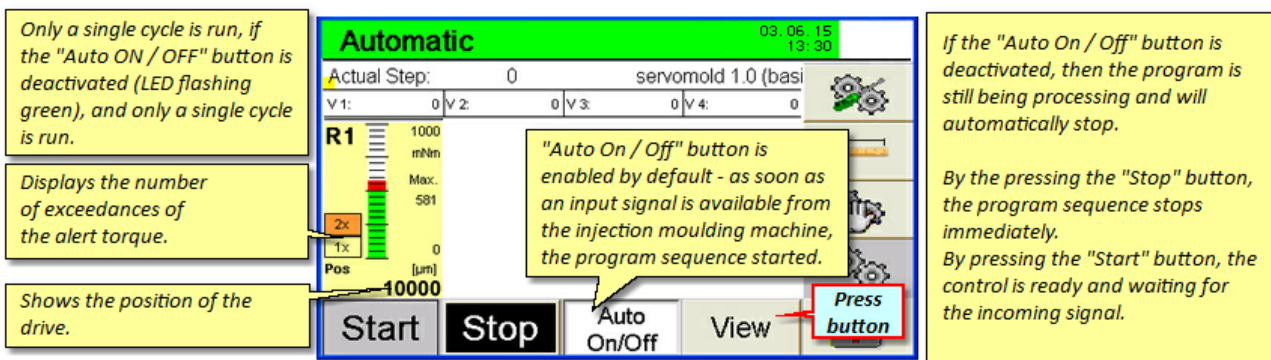 Only a single cycle is run, if
the "Auto ON / OFF" button is
deactivated (LED flashing
green), and only a single cycle
is run.
Displays the number
of exceedances of
the alert torque.
Shows the position of the
drive.
Automatic
03. 06. 15
13: 30
Actual Step: 0 servomold 1.0 (basi
V 1: 0 V 2: 0 V 3: 0 V 4: 0
R1
1000
mNm
Max.
581
2x
1x
0
Pos [µm]
10000
"Auto On / Off" button is
enabled by default - as soon as
an input signal is available from
the injection moulding machine,
the program sequence started.
Start
Stop
Auto
On/Off
View
Press
button
If the "Auto On / Off" button is
deactivated, then the program is
still being processing and will
automatically stop.
By the pressing the "Stop" button,
the program sequence stops
immediately.
By pressing the "Start" button, the
control is ready and waiting for
the incoming signal.